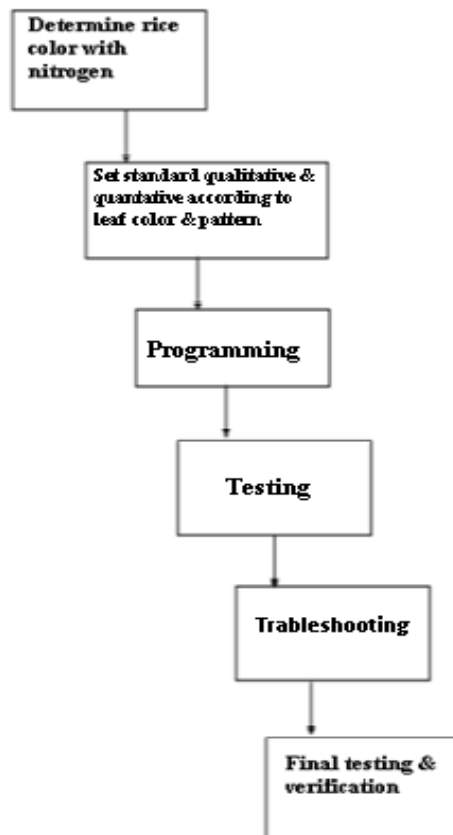 Determine rice
color with
nitrogen
Set standard qualitative &
quantative according to
leaf color & pattern
Programming
Testing
Trableshooting
Final testing &
verification